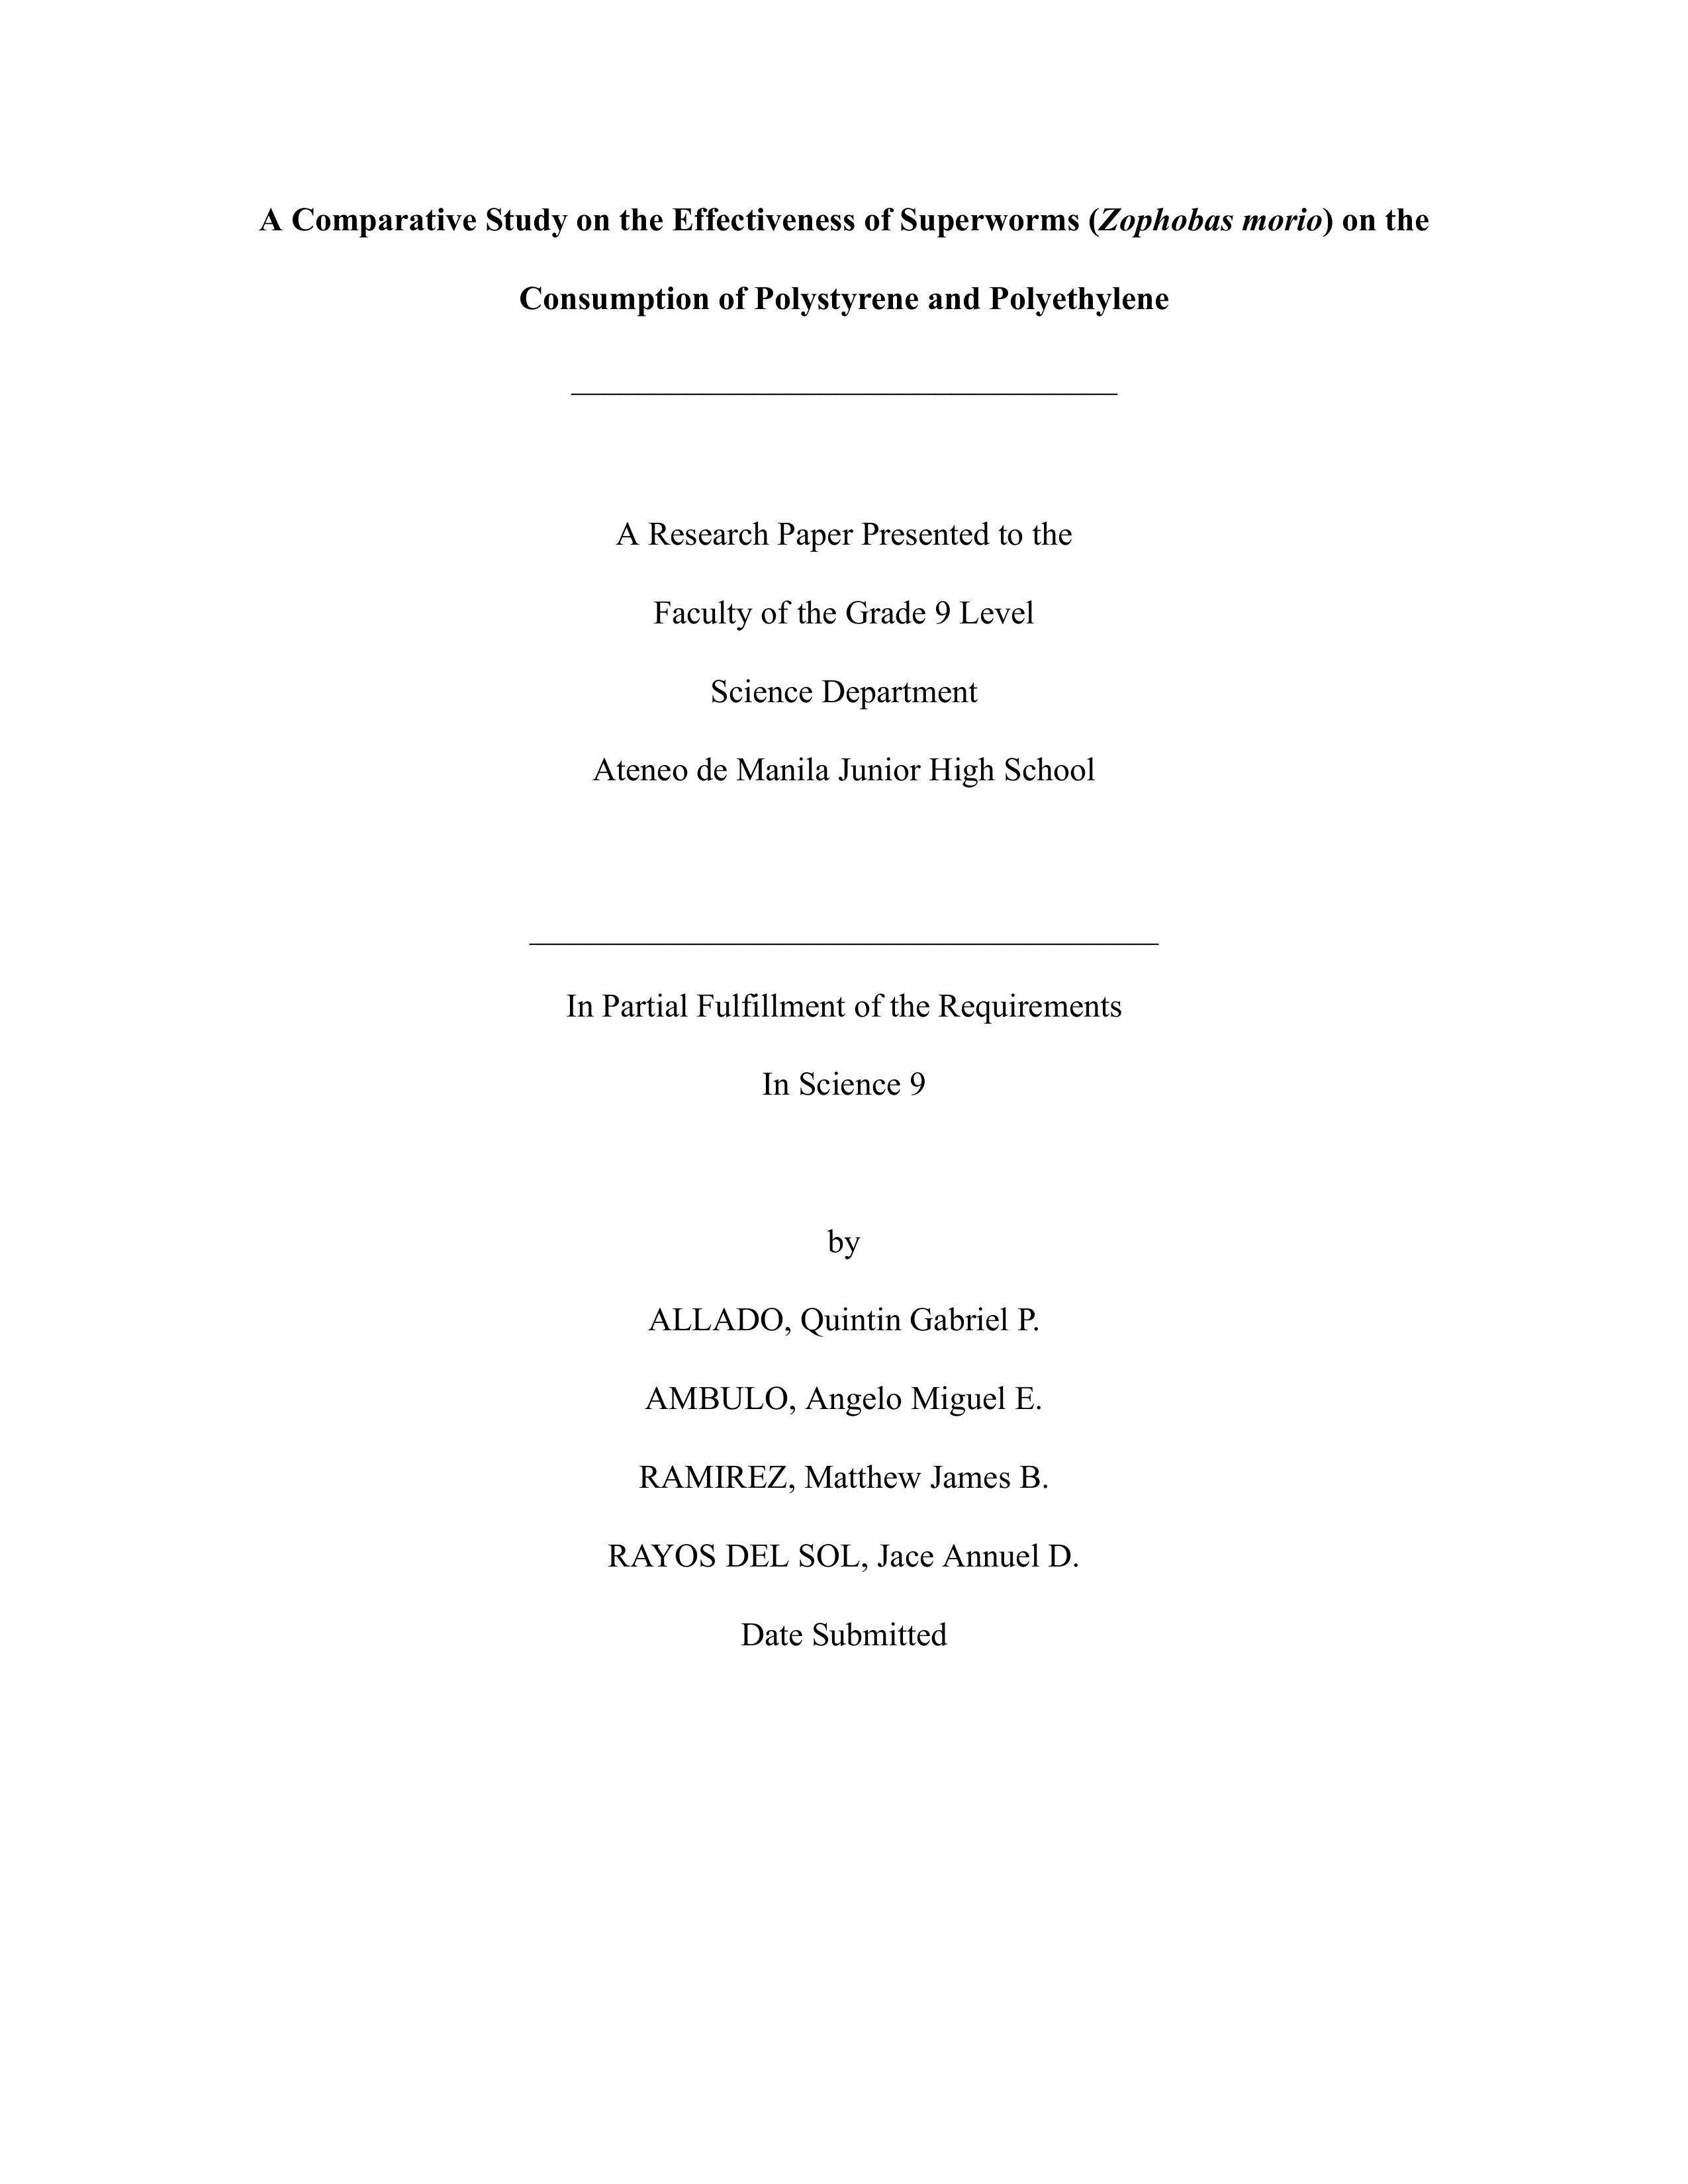 A Comparative Study on the Effectiveness of Superworms (Zophobas morio) on the
Consumption of Polystyrene and Polyethylene
A Research Paper Presented to the
Faculty of the Grade 9 Level
Science Department
Ateneo de Manila Junior High School
In Partial Fulfillment of the Requirements
In Science 9
by
ALLADO, Quintin Gabriel P.
AMBULO, Angelo Miguel E.
RAMIREZ, Matthew James B.
RAYOS DEL SOL, Jace Annuel D.
Date Submitted